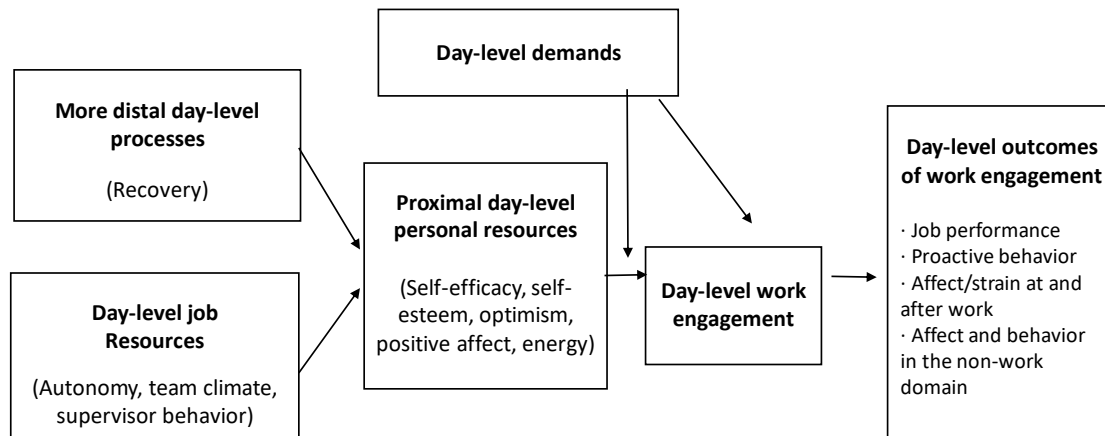 Day-level demands
More distal day-level
processes
(Recovery)
Day-level job
Resources
(Autonomy, team climate,
supervisor behavior)
Proximal day-level
personal resources
(Self-efficacy, self-
esteem, optimism,
positive affect, energy)
Day-level work
engagement
Day-level outcomes
of work engagement
· Job performance
· Proactive behavior
· Affect/strain at and
after work
· Affect and behavior
in the non-work
domain